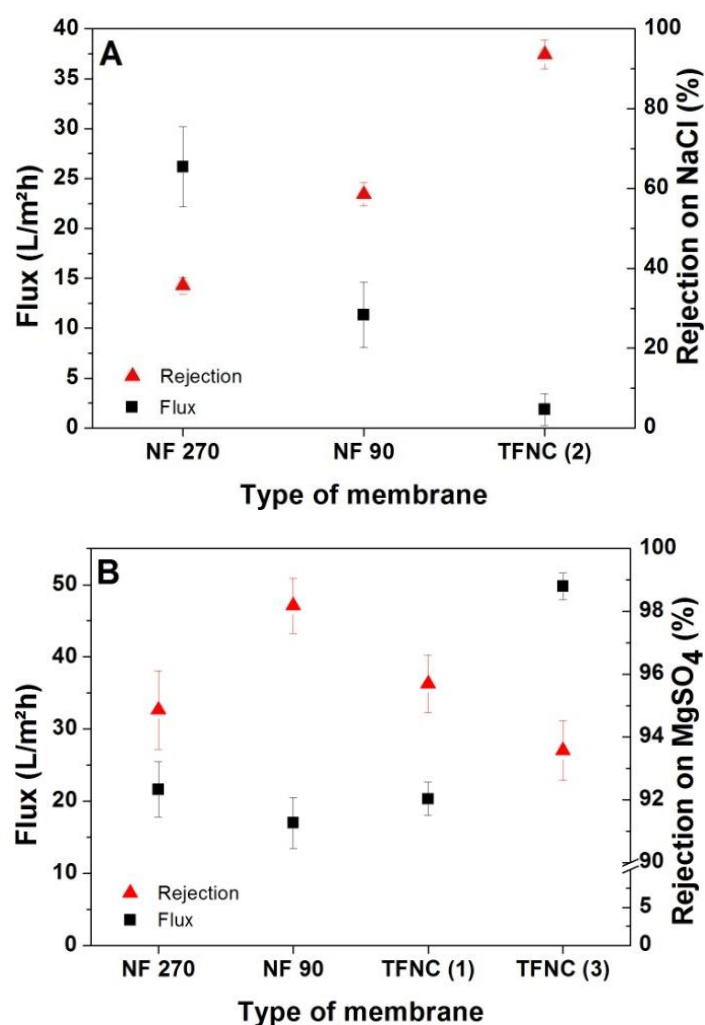 A
40
35
30
25
20
15
10
5
0
Flux (L/m²h)
100
80
60
40
20
0
Rejection on NaCl (%)
Rejection
Flux
NF 270 NF 90 TFNC (2)
Type of membrane
B
50
40
30
20
10
0
Flux (L/m²h)
100
98
96
94
92
90
5
0
Rejection on MgSO₄ (%)
Rejection
Flux
NF 270 NF 90 TFNC (1) TFNC (3)
Type of membrane